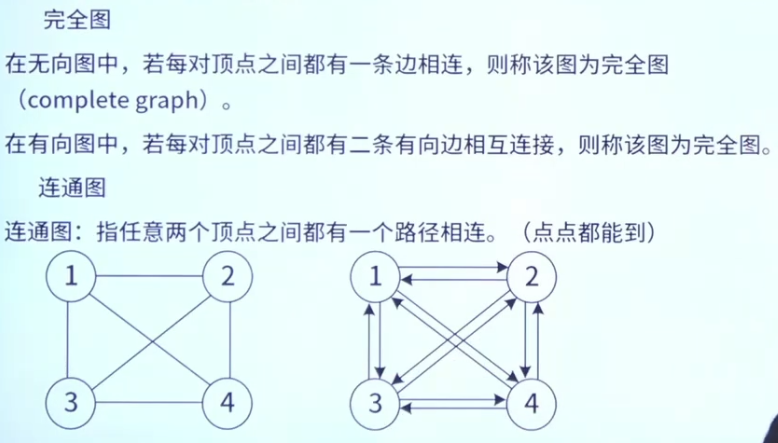 完全图
在无向图中，若每对顶点之间都有一条边相连，则称该图为完全图
（complete graph）。
在有向图中，若每对顶点之间都有二条有向边相互连接，则称该图为完全图。
连通图
连通图：指任意两个顶点之间都有一个路径相连。（点点都能到）
1 2 1 2
3 4 3 4